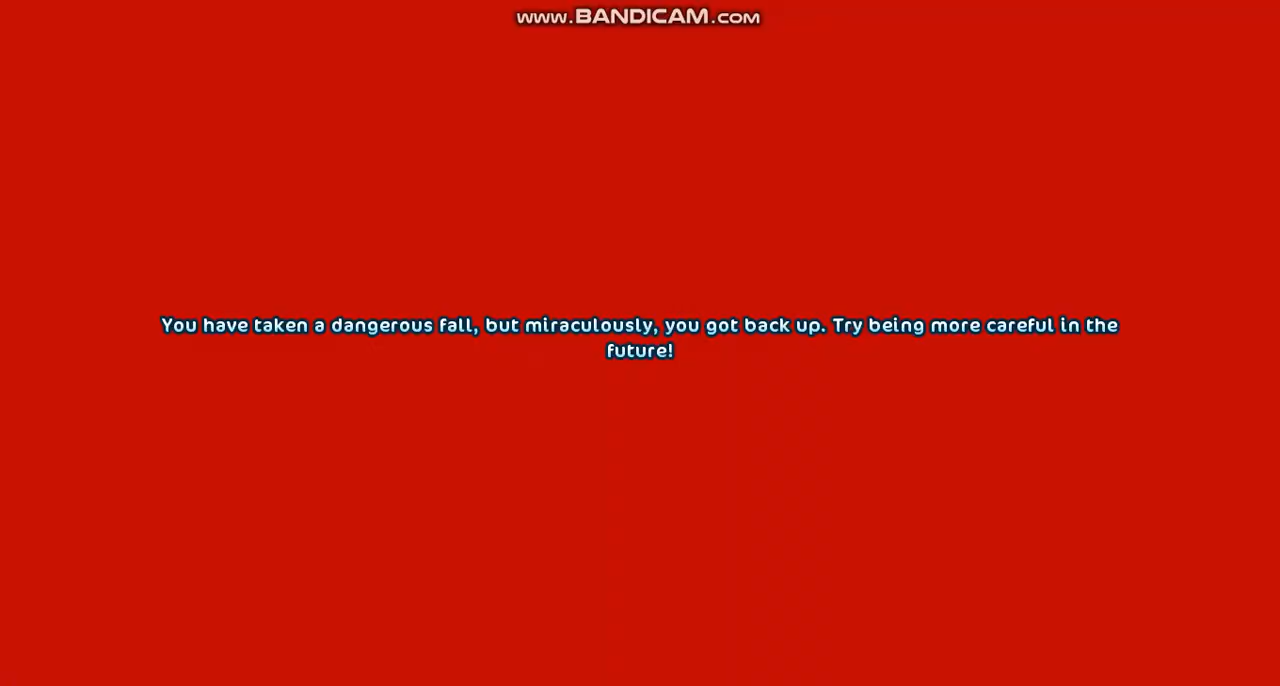 www.BANDICAM.com
You have taken a dangerous fall, but miraculously, you got back up. Try being more careful in the
future!